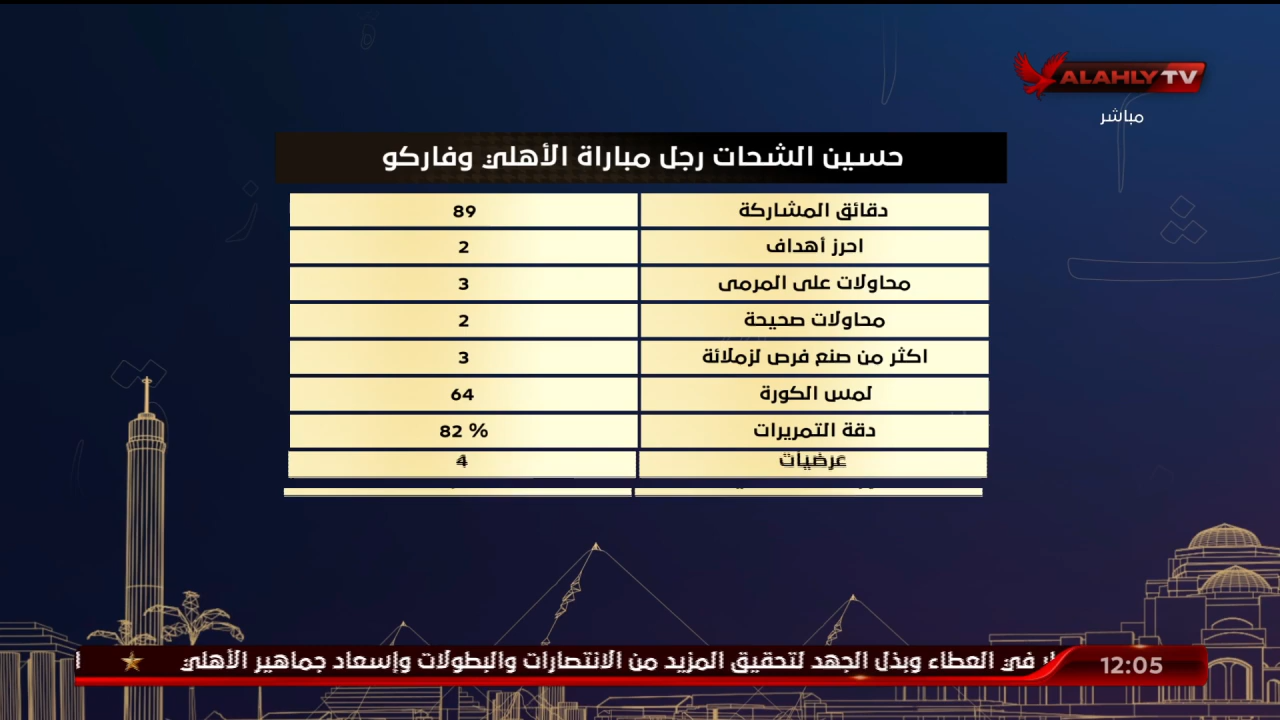 ALAHLY TV
مباشر
حسين الشحات رجل مباراة الأهلي وفاركو
دقائق المشاركة 89
احرز أهداف 2
محاولات على المرمى 3
محاولات صحيحة 2
اكثر من صنع فرص لزملائة 3
لمس الكورة 64
دقة التمريرات 82 %
عرضيات 4
في العطاء وبذل الجهد لتحقيق المزيد من الانتصارات والبطولات وإسعاد جماهير الأهلي
12:05